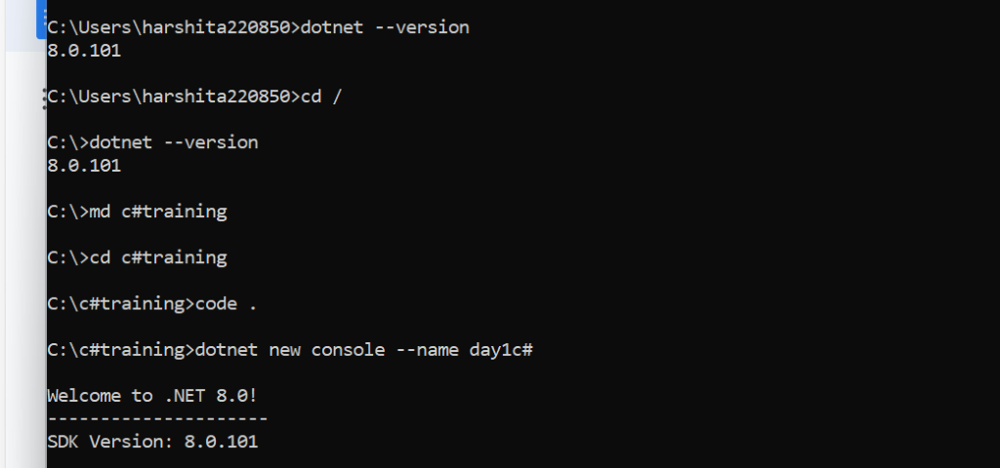 C:\Users\harshita220850>dotnet --version
8.0.101
C:\Users\harshita220850>cd /
C:\>dotnet --version
8.0.101
C:\>md c#training
C:\>cd c#training
C:\c#training>code .
C:\c#training>dotnet new console --name day1c#
Welcome to .NET 8.0!
---------------------
SDK Version: 8.0.101